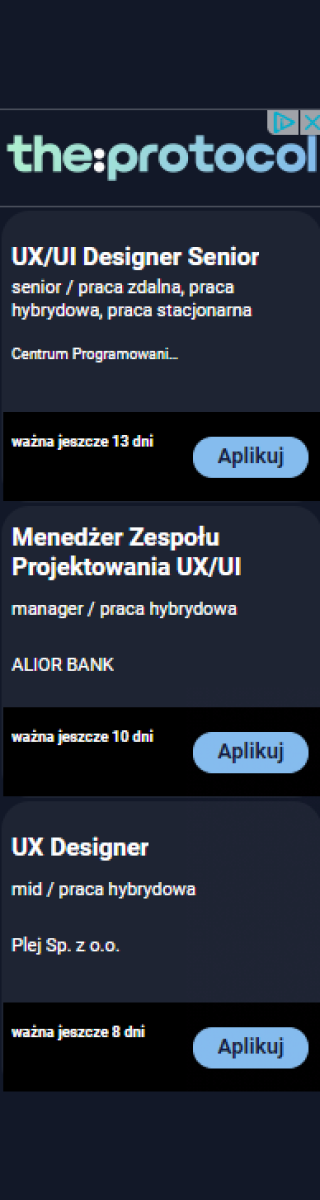 the:protocol
UX/UI Designer Senior
senior / praca zdalna, praca
hybrydowa, praca stacjonarna
Centrum Programowani...
ważna jeszcze 13 dni
Aplikuj
Menedżer Zespołu
Projektowania UX/UI
manager / praca hybrydowa
ALIOR BANK
ważna jeszcze 10 dni
Aplikuj
UX Designer
mid / praca hybrydowa
Plej Sp. z o.o.
ważna jeszcze 8 dni
Aplikuj